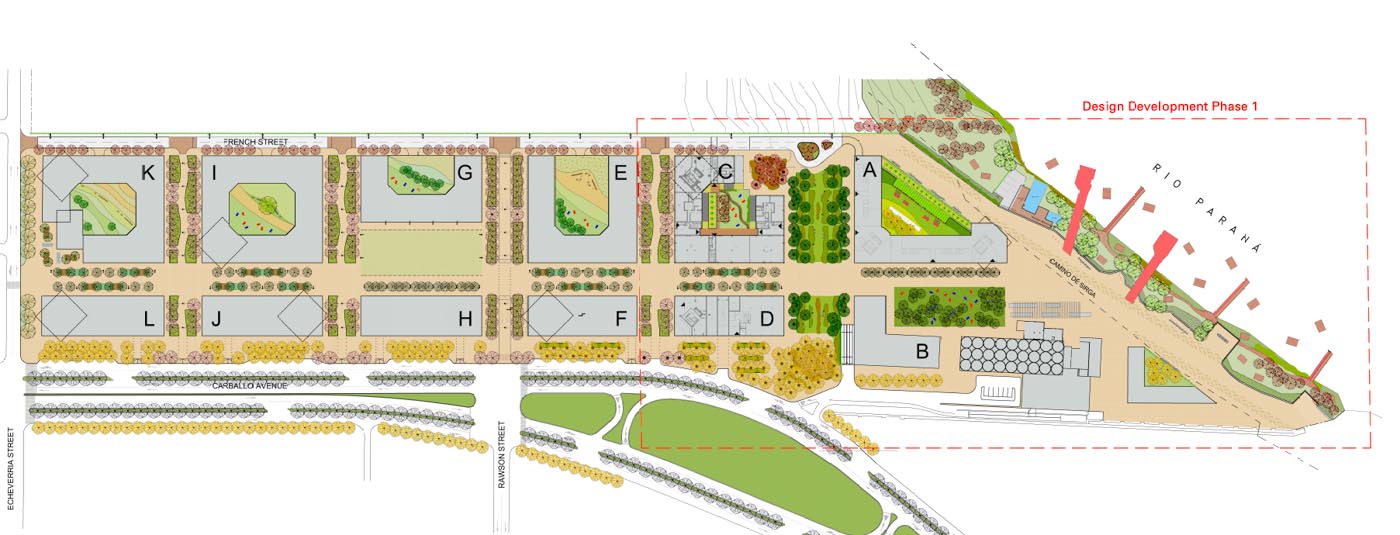 Design Development Phase 1
RIO PARANÁ
FRENCH STREET
K
I
G
E
C
A
CAMINO DE SIRGA
L
J
H
F
D
B
CARBALLO AVENUE
ECHEVERRIA STREET
RAWSON STREET